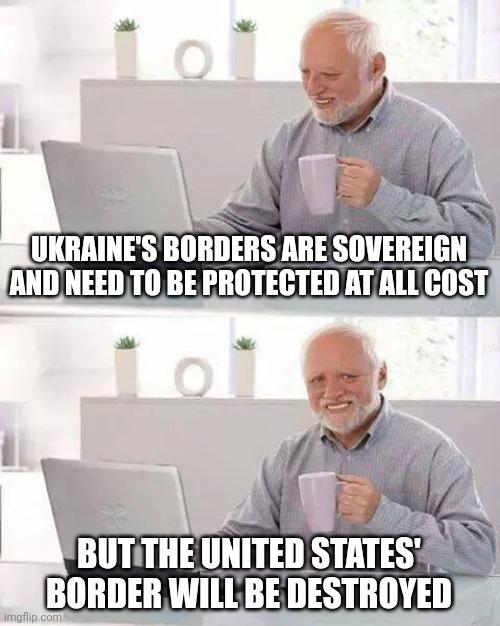 UKRAINE'S BORDERS ARE SOVEREIGN
AND NEED TO BE PROTECTED AT ALL COST
BUT THE UNITED STATES'
BORDER WILL BE DESTROYED
imgflip.com